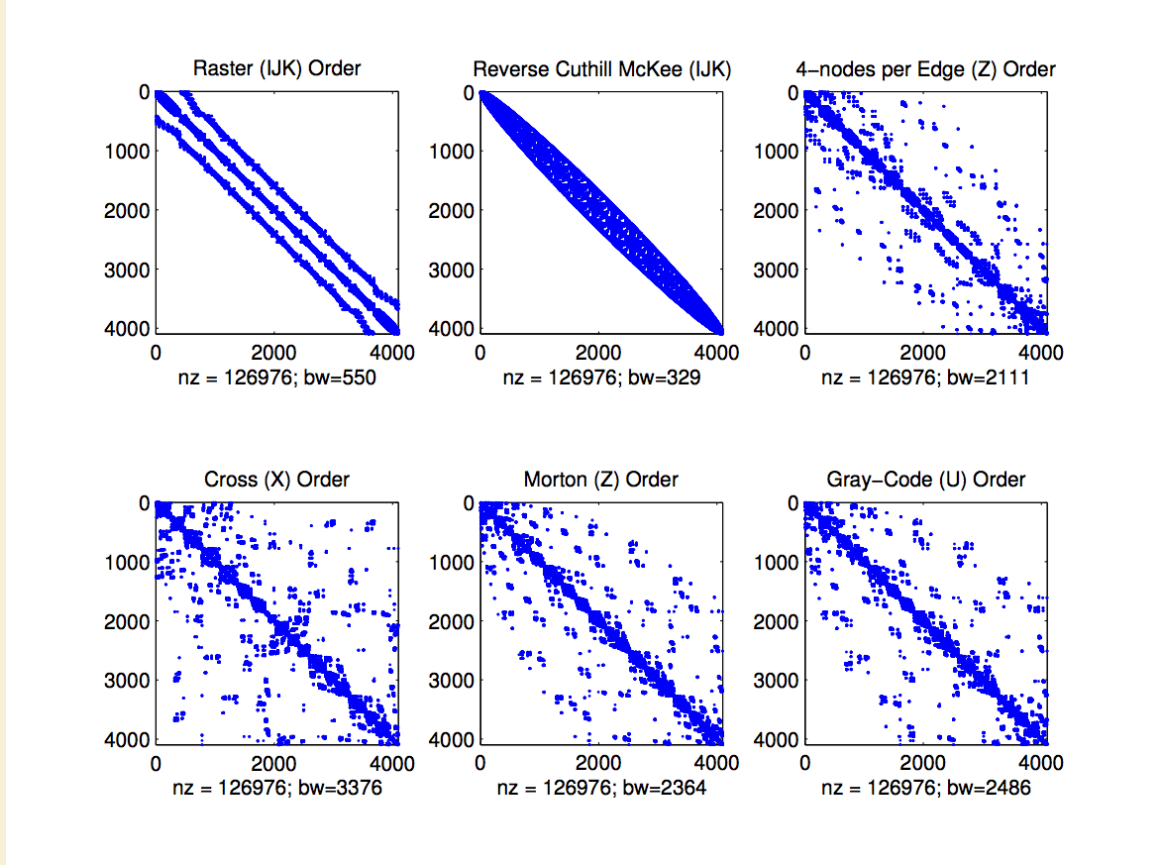 Raster (IJK) Order
0
1000
2000
3000
4000
0 2000 4000
nz = 126976; bw=550
Reverse Cuthill McKee (IJK)
0
1000
2000
3000
4000
0 2000 4000
nz = 126976; bw=329
4−nodes per Edge (Z) Order
0
1000
2000
3000
4000
0 2000 4000
nz = 126976; bw=2111
Cross (X) Order
0
1000
2000
3000
4000
0 2000 4000
nz = 126976; bw=3376
Morton (Z) Order
0
1000
2000
3000
4000
0 2000 4000
nz = 126976; bw=2364
Gray−Code (U) Order
0
1000
2000
3000
4000
0 2000 4000
nz = 126976; bw=2486